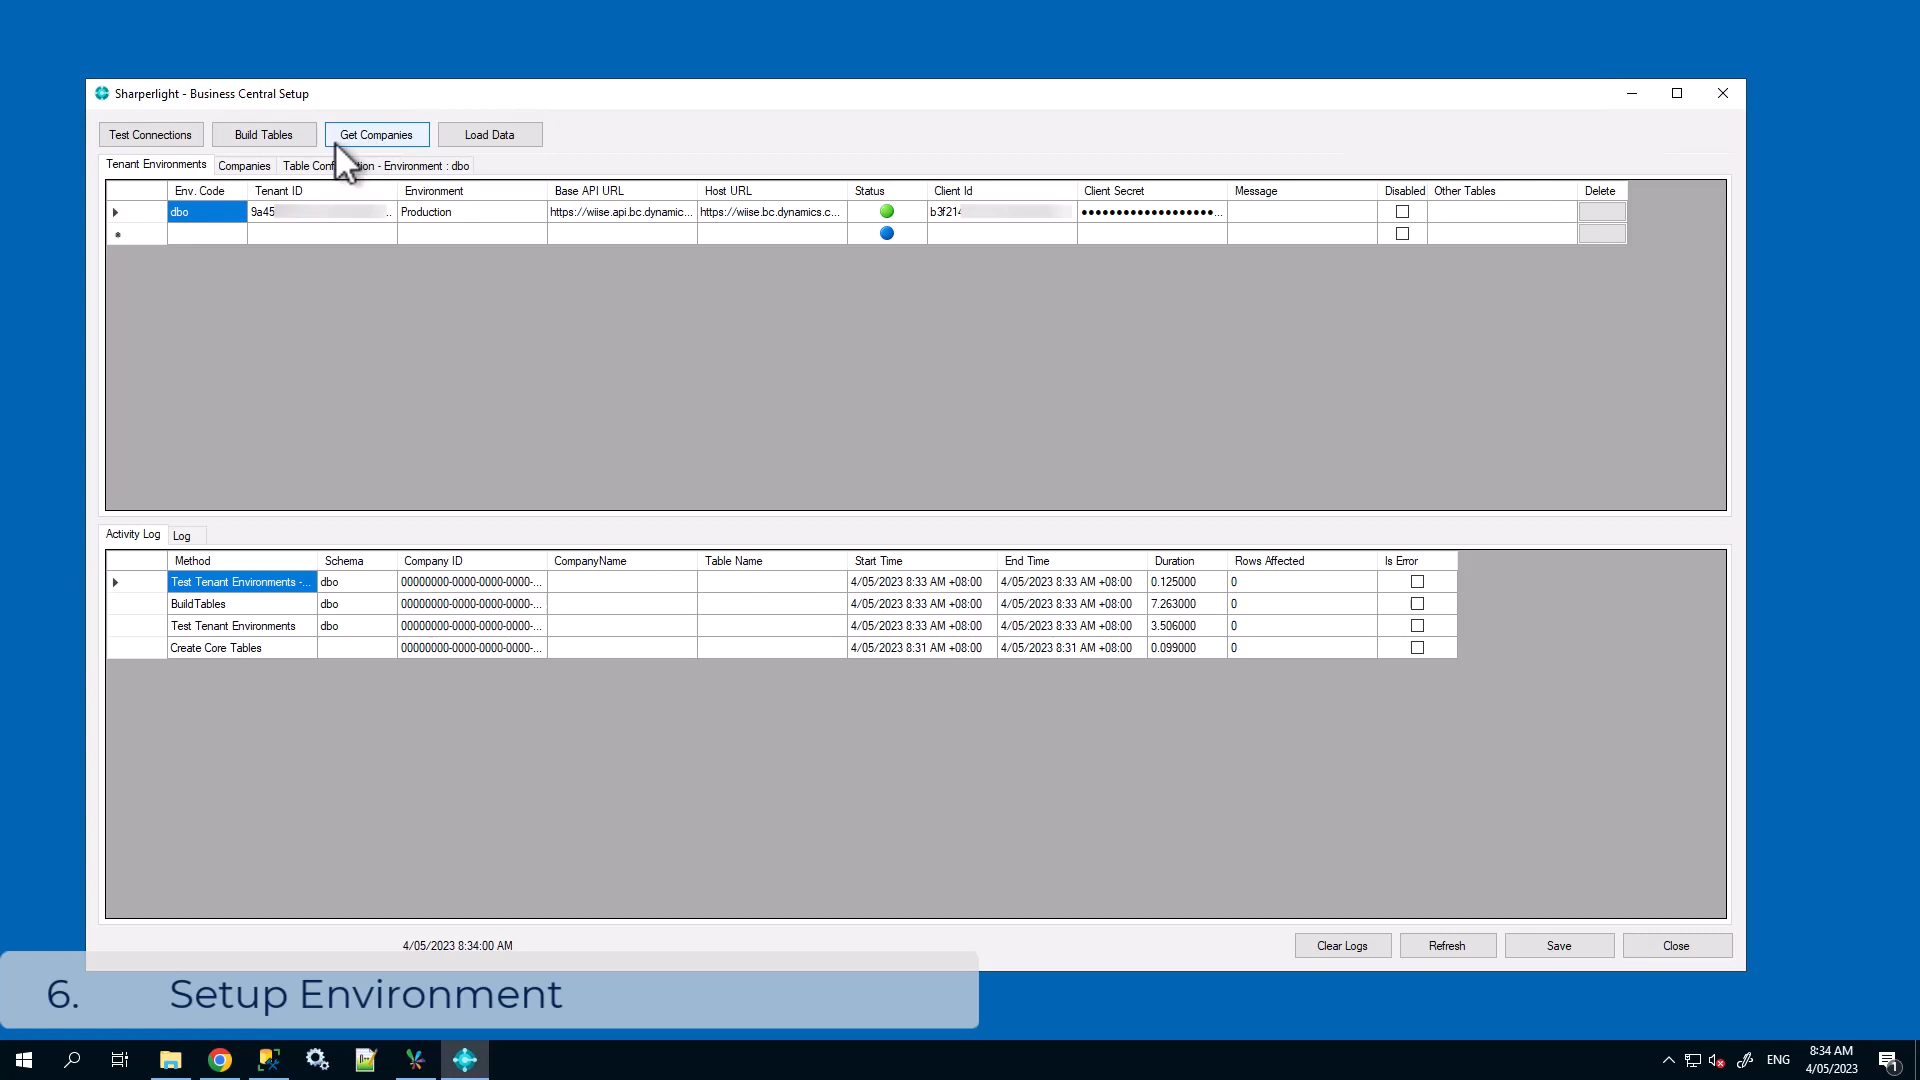 Sharperlight - Business Central Setup
Test Connections Build Tables Get Companies Load Data
Tenant Environments Companies Table Conf tion - Environment : dbo
Env. Code Tenant ID Environment Base API URL Host URL Status Client Id Client Secret Message Disabled Other Tables Delete
dbo 9a45 .. Production https://wiise.api.bc.dynamic... https://wiise.bc.dynamics.c... b3f214 ●●●●●●●●●●●●●●●●●●●...
*
Activity Log Log
Method Schema Company ID CompanyName Table Name Start Time End Time Duration Rows Affected Is Error
Test Tenant Environments -... dbo 00000000-0000-0000-0000-... 4/05/2023 8:33 AM +08:00 4/05/2023 8:33 AM +08:00 0.125000 0
BuildTables dbo 00000000-0000-0000-0000-... 4/05/2023 8:33 AM +08:00 4/05/2023 8:33 AM +08:00 7.263000 0
Test Tenant Environments dbo 00000000-0000-0000-0000-... 4/05/2023 8:33 AM +08:00 4/05/2023 8:33 AM +08:00 3.506000 0
Create Core Tables 00000000-0000-0000-0000-... 4/05/2023 8:31 AM +08:00 4/05/2023 8:31 AM +08:00 0.099000 0
4/05/2023 8:34:00 AM Clear Logs Refresh Save Close
6. Setup Environment
ENG 8:34 AM
4/05/2023 1